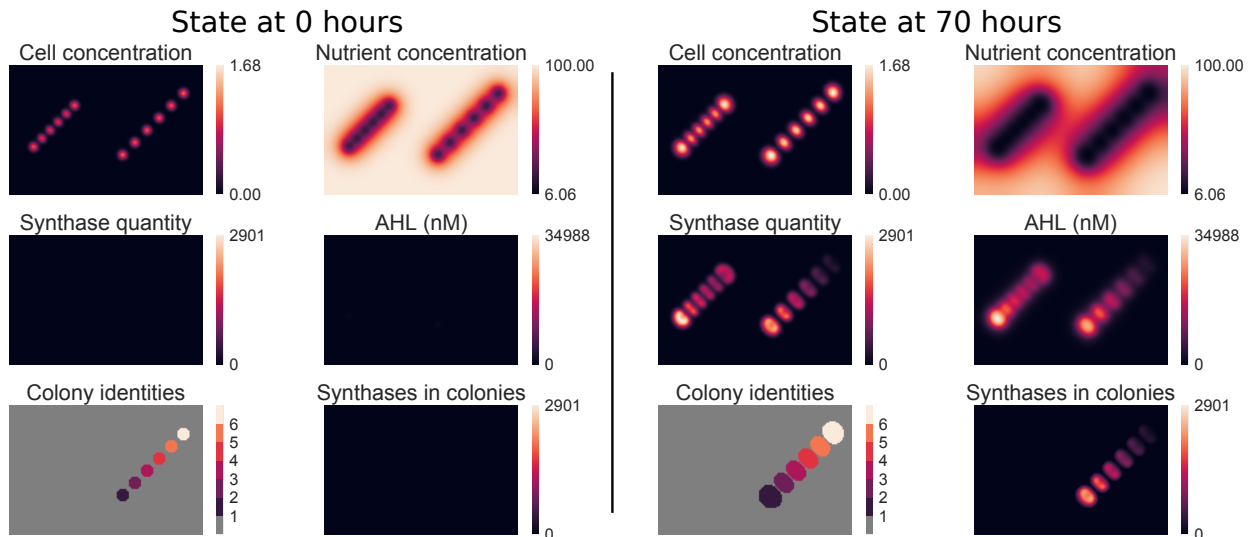 State at 0 hours
State at 70 hours
Cell concentration
1.68
0.00
Nutrient concentration
100.00
6.06
Cell concentration
1.68
0.00
Nutrient concentration
100.00
6.06
Synthase quantity
2901
0
AHL (nM)
34988
0
Synthase quantity
2901
0
AHL (nM)
34988
0
Colony identities
6
5
4
3
2
1
Synthases in colonies
2901
0
Colony identities
6
5
4
3
2
1
Synthases in colonies
2901
0